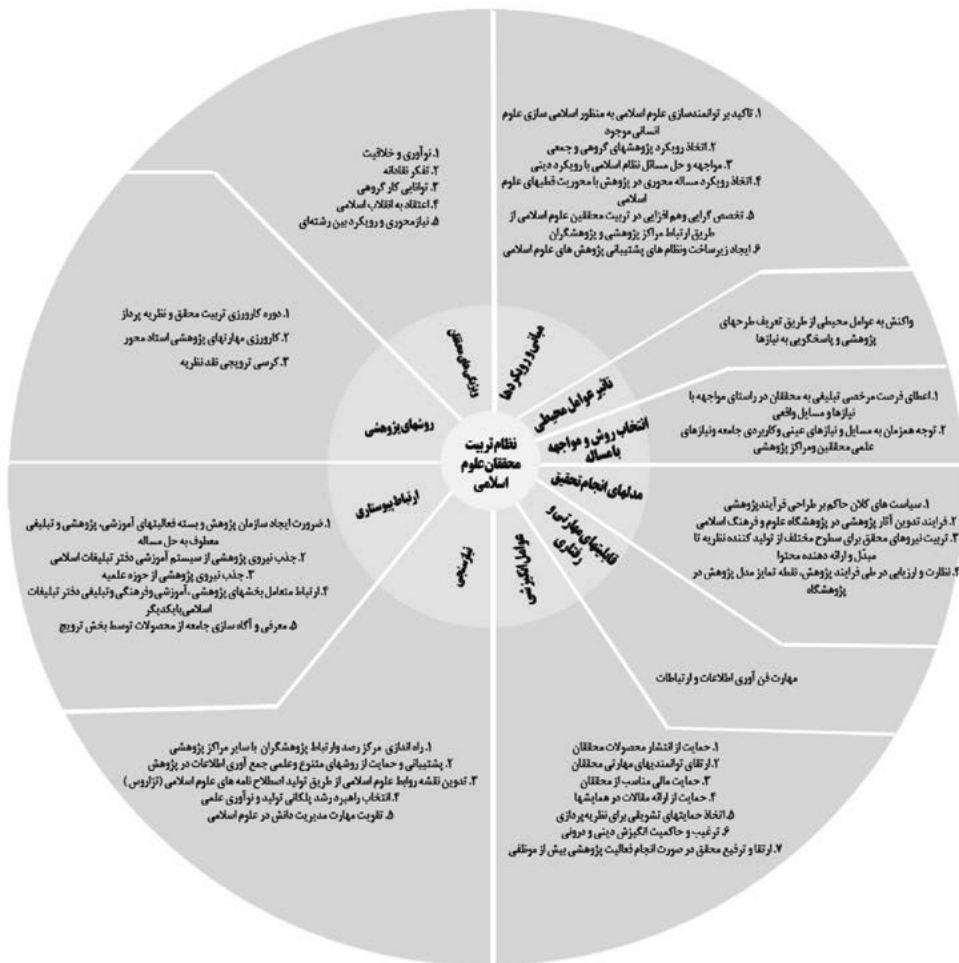 نظام تربیت
محققان علوم
اسلامی
مبانی و رویکردها
۱. تاکید بر توانمندسازی علوم اسلامی به منظور اسلامی سازی علوم
انسانی موجود
۲. اتخاذ رویکرد پژوهشهای گروهی و جمعی
۳. مواجهه و حل مسائل نظام اسلامی با رویکرد دینی
۴. اتخاذ رویکرد مساله محوری در پژوهش با محوریت قطبهای علوم
اسلامی
۵. تخصص گرایی وهم افزایی در تربیت محققین علوم اسلامی از
طریق ارتباط مراکز پژوهشی و پژوهشگران
۶. ایجاد زیرساخت ونظام های پشتیبانی پژوهش های علوم اسلامی
تاثیر عوامل محیطی
واکنش به عوامل محیطی از طریق تعریف طرحهای
پژوهشی و پاسخگویی به نیازها
انتخاب روش و مواجهه
با مساله
۱. اعطای فرصت مرخصی تبلیغی به محققان در راستای مواجهه با
نیازها و مسایل واقعی
۲. توجه همزمان به مسایل و نیازهای عینی وکاربردی جامعه ونیازهای
علمی محققین ومراکز پژوهشی
مدلهای انجام تحقیق
۱. سیاست های کلان حاکم بر طراحی فرآیندپژوهشی
۲. فرایند تدوین آثار پژوهشی در پژوهشگاه علوم و فرهنگ اسلامی
۳. تربیت نیروهای محقق برای سطوح مختلف از تولید کننده نظریه تا
مبدّل و ارائه دهنده محتوا
۴. نظارت و ارزیابی در طی فرایند پژوهش، نقطه تمایز مدل پژوهش در
پژوهشگاه
قابلیتهای مهارتی و
رفتاری
مهارت فن آوری اطلاعات و ارتباطات
عوامل انگیزشی
۱. حمایت از انتشار محصولات محققان
۲. ارتقای توانمندیهای مهارتی محققان
۳. حمایت مالی مناسب از محققان
۴. حمایت از ارائه مقالات در همایشها
۵. اتخاذ حمایتهای تشویقی برای نظریه پردازی
۶. ترغیب و حاکمیت انگیزش دینی و درونی
۷. ارتقا و ترفیع محقق در صورت انجام فعالیت پژوهشی بیش از موظفی
نیازسنجی
۱. راه اندازی مرکز رصد وارتباط پژوهشگران با سایر مراکز پژوهشی
۲. پشتیبانی و حمایت از روشهای متنوع وعلمی جمع آوری اطلاعات در پژوهش
۳. تدوین نقشه روابط علوم اسلامی از طریق تولید اصطلاح نامه های علوم اسلامی (تزاروس)
۴. انتخاب راهبرد رشد پلکانی تولید و نوآوری علمی
۵. تقویت مهارت مدیریت دانش در علوم اسلامی
ارتباط پیوستاری
۱. ضرورت ایجاد سازمان پژوهش و بسته فعالیتهای آموزشی، پژوهشی و تبلیغی
معطوف به حل مساله
۲. جذب نیروی پژوهشی از سیستم آموزشی دفتر تبلیغات اسلامی
۳. جذب نیروی پژوهشی از حوزه علمیه
۴. ارتباط متعامل بخشهای پژوهشی ،آموزشی وفرهنگی وتبلیغی دفتر تبلیغات
اسلامی بایکدیگر
۵. معرفی و آگاه سازی جامعه از محصولات توسط بخش ترویج
روشهای پژوهشی
۱. دوره کارورزی تربیت محقق و نظریه پرداز
۲. کارورزی مهارتهای پژوهشی استاد محور
۳. کرسی ترویجی نقد نظریه
ویژگی های محققان
۱. نوآوری و خلاقیت
۲. تفکر نقادانه
۳. توانایی کار گروهی
۴. اعتقاد به انقلاب اسلامی
۵. نیازمحوری و رویکرد بین رشته‌ای